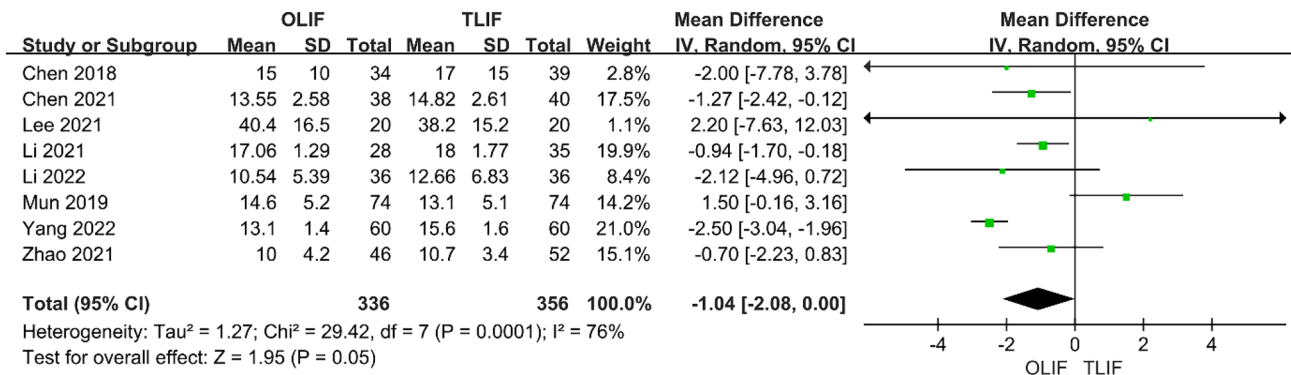 OLIF TLIF Mean Difference Mean Difference
Study or Subgroup Mean SD Total Mean SD Total Weight IV, Random, 95% CI IV, Random, 95% CI
Chen 2018 15 10 34 17 15 39 2.8% -2.00 [-7.78, 3.78]
Chen 2021 13.55 2.58 38 14.82 2.61 40 17.5% -1.27 [-2.42, -0.12]
Lee 2021 40.4 16.5 20 38.2 15.2 20 1.1% 2.20 [-7.63, 12.03]
Li 2021 17.06 1.29 28 18 1.77 35 19.9% -0.94 [-1.70, -0.18]
Li 2022 10.54 5.39 36 12.66 6.83 36 8.4% -2.12 [-4.96, 0.72]
Mun 2019 14.6 5.2 74 13.1 5.1 74 14.2% 1.50 [-0.16, 3.16]
Yang 2022 13.1 1.4 60 15.6 1.6 60 21.0% -2.50 [-3.04, -1.96]
Zhao 2021 10 4.2 46 10.7 3.4 52 15.1% -0.70 [-2.23, 0.83]
Total (95% CI) 336 356 100.0% -1.04 [-2.08, 0.00]
Heterogeneity: Tau² = 1.27; Chi² = 29.42, df = 7 (P = 0.0001); I² = 76%
Test for overall effect: Z = 1.95 (P = 0.05)
-4 -2 0 2 4
OLIF TLIF